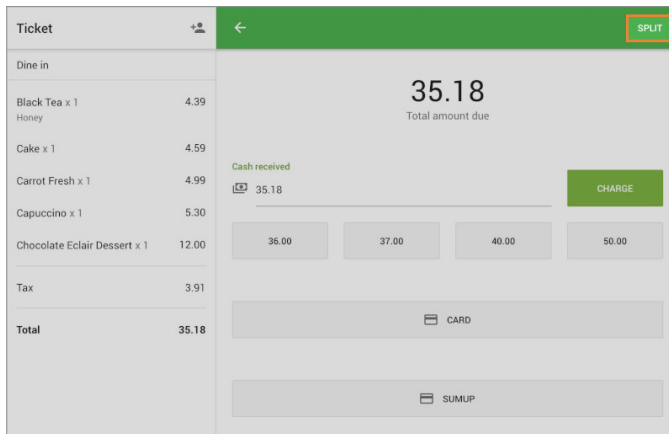 Ticket
SPLIT
Dine in
Black Tea x 1 4.39
Honey
Cake x 1 4.59
Carrot Fresh x 1 4.99
Capuccino x 1 5.30
Chocolate Eclair Dessert x 1 12.00
Tax 3.91
Total 35.18
35.18
Total amount due
Cash received
35.18
CHARGE
36.00 37.00 40.00 50.00
CARD
SUMUP